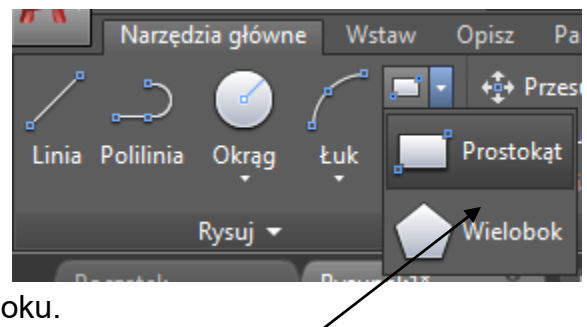 Narzędzia główne Wstaw Opisz Pa
Przesu
Linia Polilinia Okrąg Łuk Prostokąt
Rysuj Wielobok
oku.